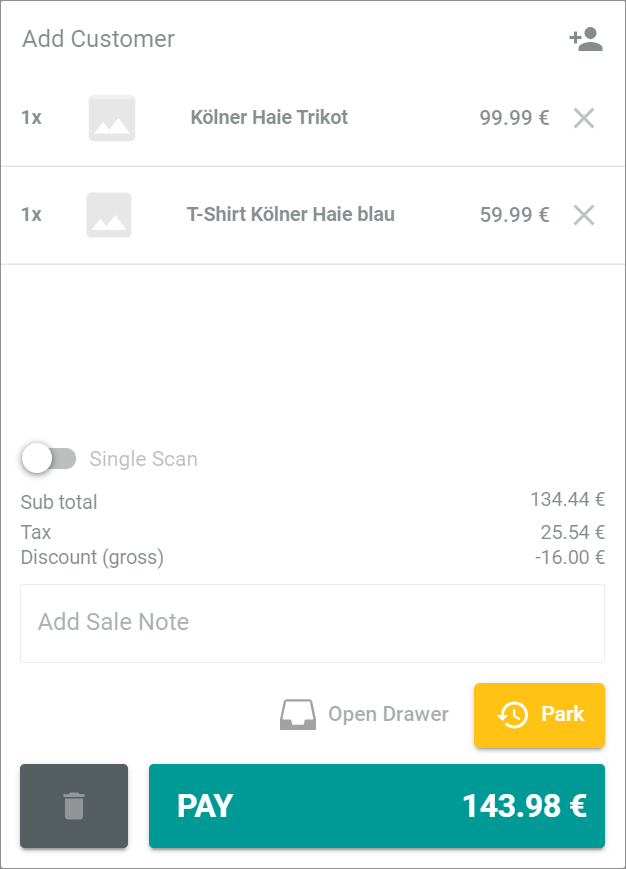 Add Customer
1x Kölner Haie Trikot 99.99 €
1x T-Shirt Kölner Haie blau 59.99 €
Single Scan
Sub total 134.44 €
Tax 25.54 €
Discount (gross) -16.00 €
Add Sale Note
Open Drawer Park
PAY 143.98 €